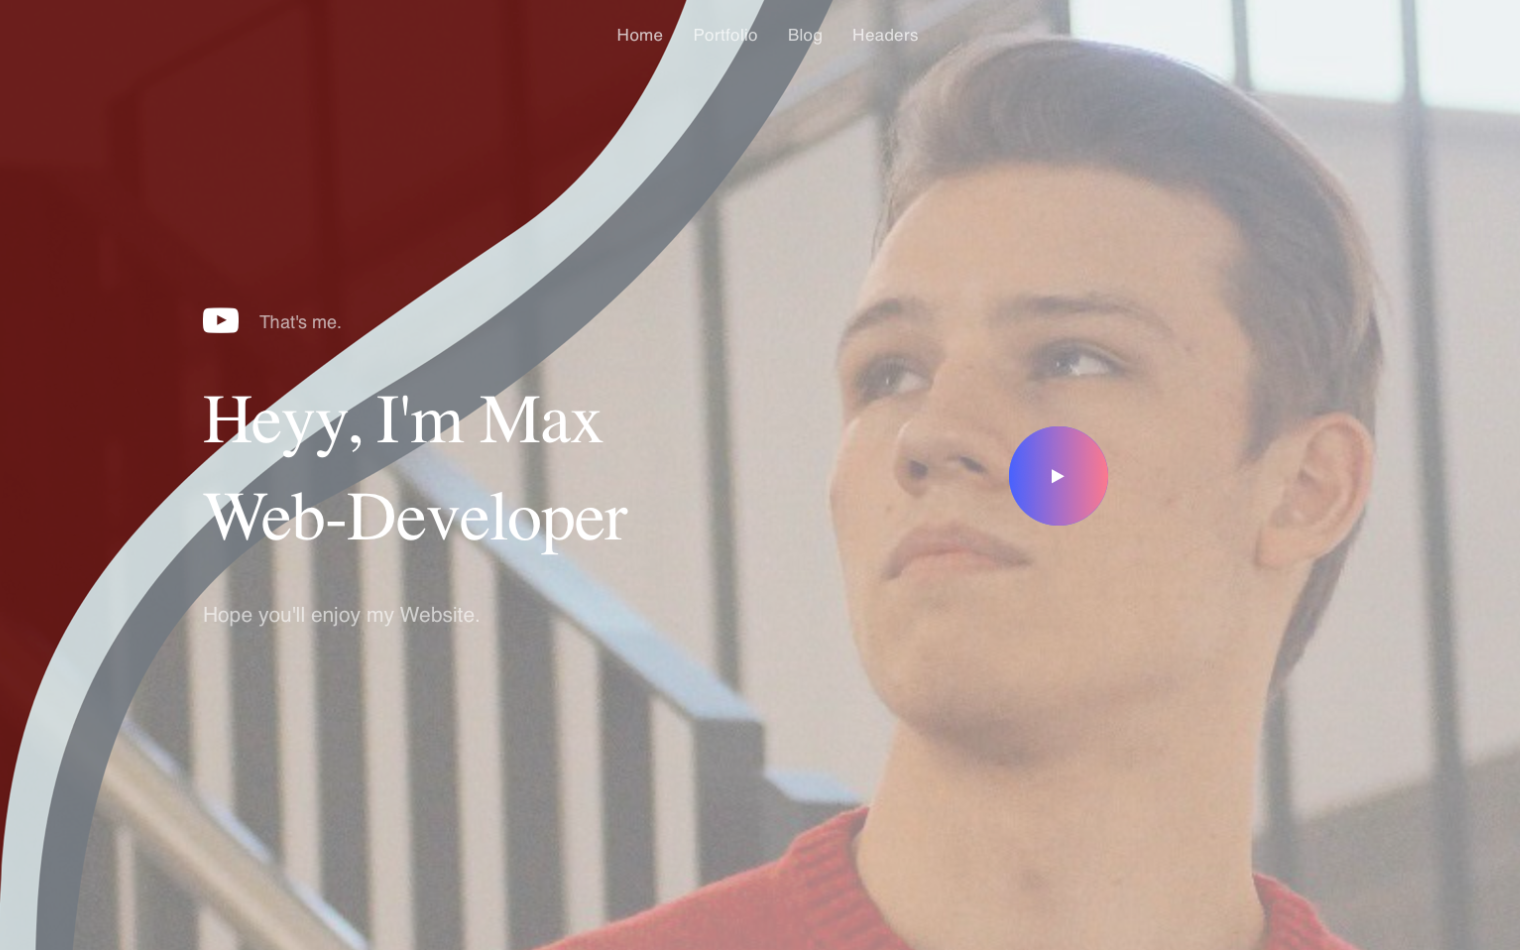 Home Portfolio Blog Headers
That's me.
Heyy, I'm Max
Web-Developer
Hope you'll enjoy my Website.